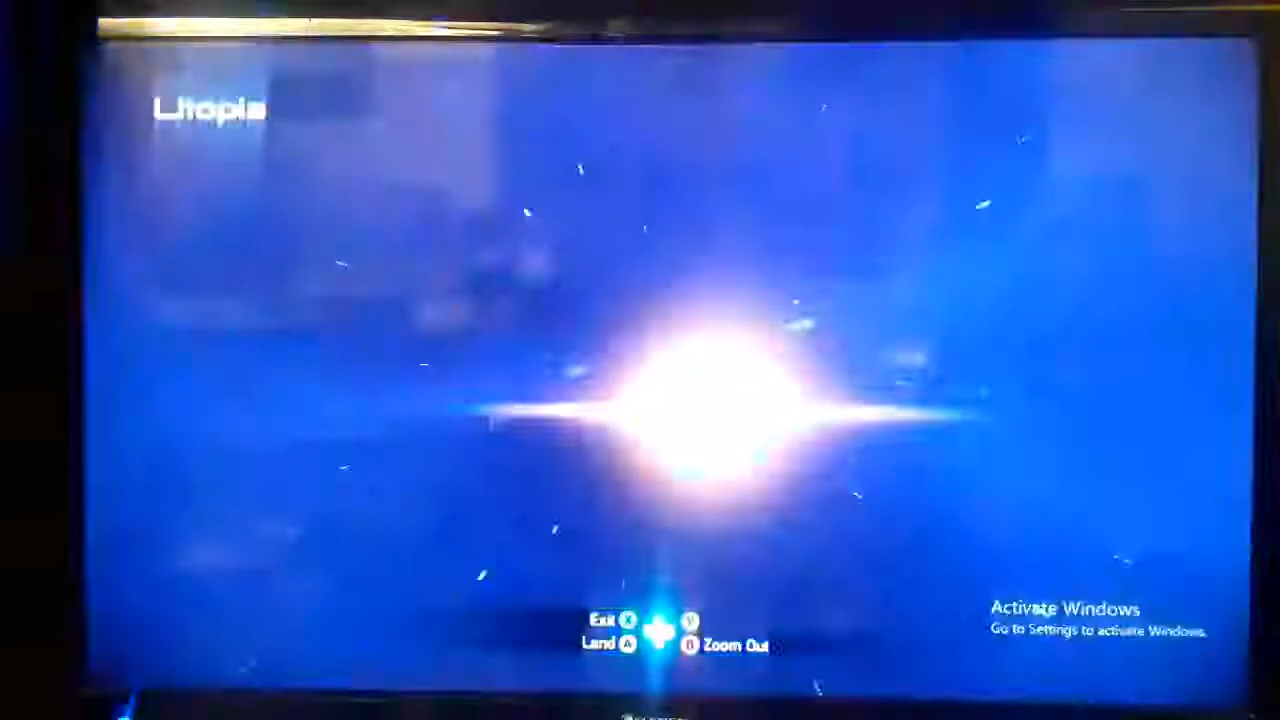 Utopia
Exit X Y
Land A B Zoom Out
Activate Windows
Go to Settings to activate Windows.